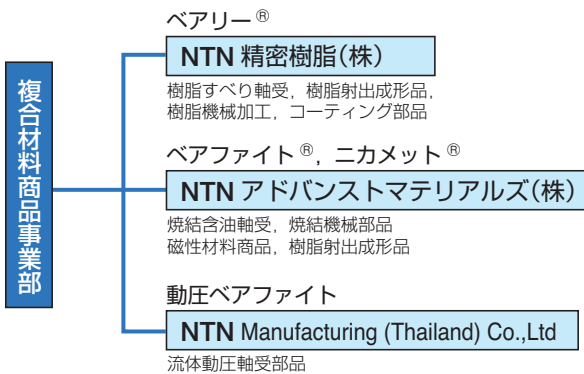 複合材料商品事業部
ベアリー®
NTN 精密樹脂(株)
樹脂すべり軸受,樹脂射出成形品,
樹脂機械加工,コーティング部品
ベアファイト®,ニカメット®
NTN アドバンストマテリアルズ(株)
焼結含油軸受,焼結機械部品
磁性材料商品,樹脂射出成形品
動圧ベアファイト
NTN Manufacturing (Thailand) Co.,Ltd
流体動圧軸受部品